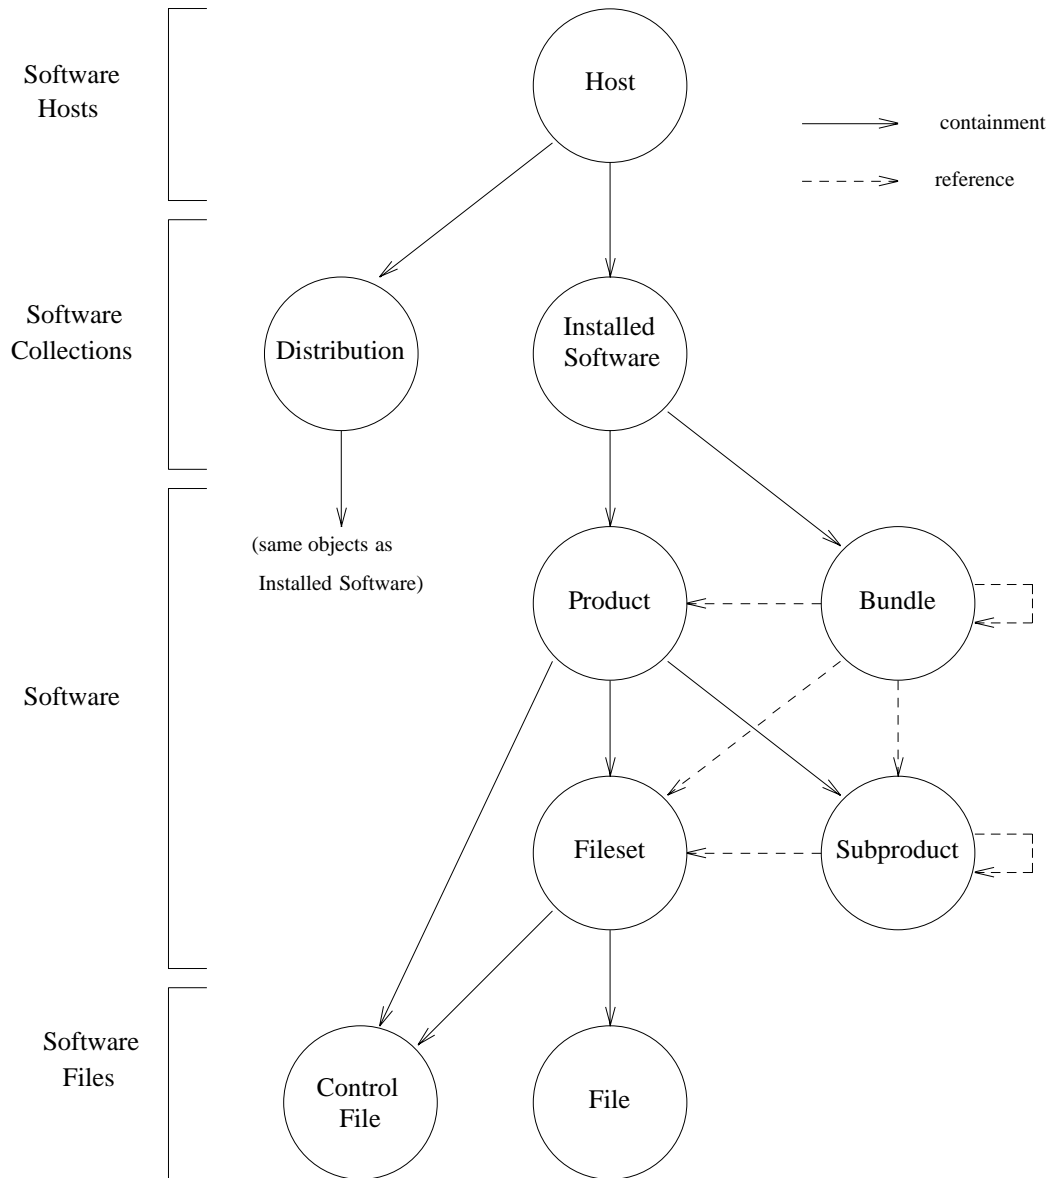 Software
Hosts
Host
containment
reference
Software
Collections
Distribution
Installed
Software
(same objects as
Installed Software)
Software
Product
Bundle
Fileset
Subproduct
Software
Files
Control
File
File